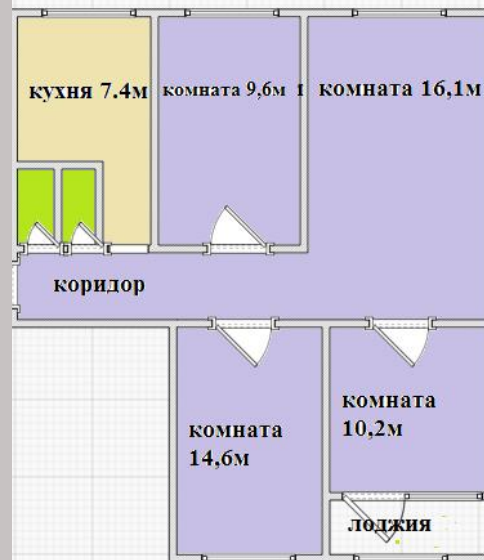 кухня 7.4м
комната 9,6м
комната 16,1м
коридор
комната
14,6м
комната
10,2м
лоджия